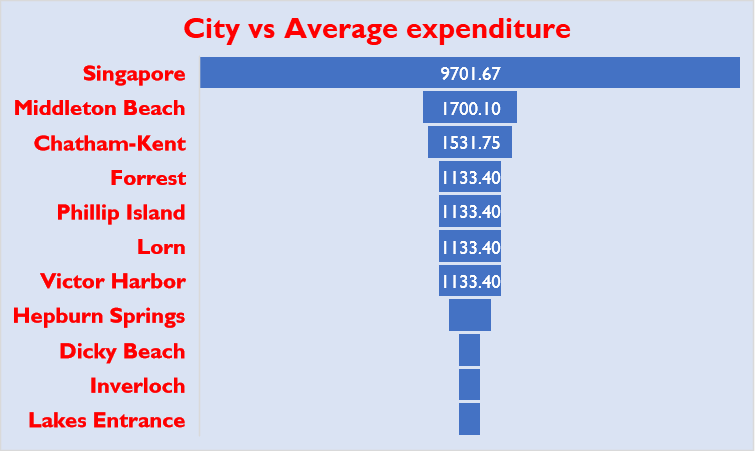 City vs Average expenditure
Singapore 9701.67
Middleton Beach 1700.10
Chatham-Kent 1531.75
Forrest 1133.40
Phillip Island 1133.40
Lorn 1133.40
Victor Harbor 1133.40
Hepburn Springs
Dicky Beach
Inverloch
Lakes Entrance